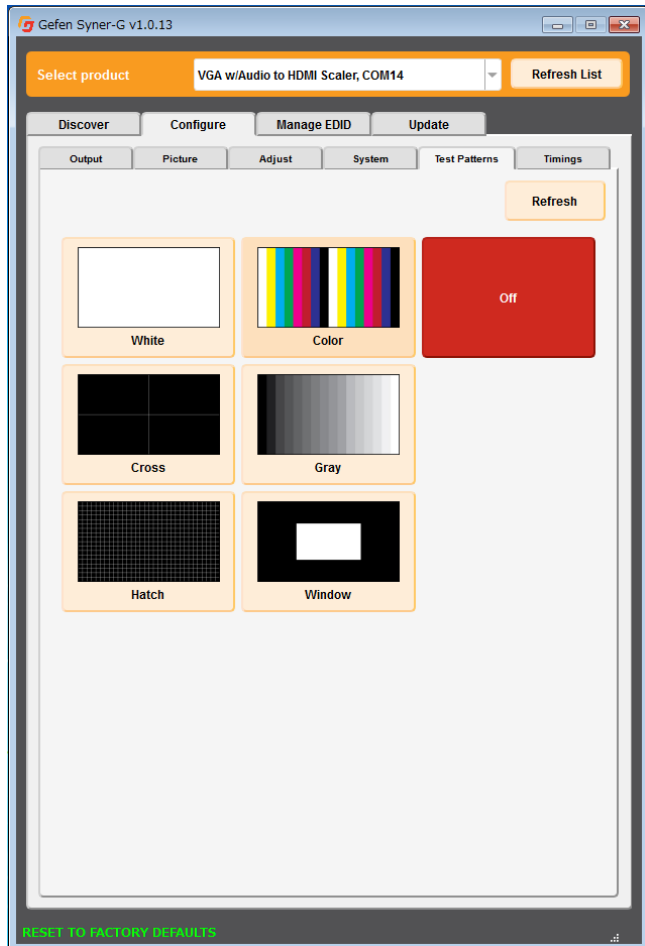 Gefen Syner-G v1.0.13
Select product VGA w/Audio to HDMI Scaler, COM14 Refresh List
Discover Configure Manage EDID Update
Output Picture Adjust System Test Patterns Timings
Refresh
White Color Off
Cross Gray
Hatch Window
RESET TO FACTORY DEFAULTS